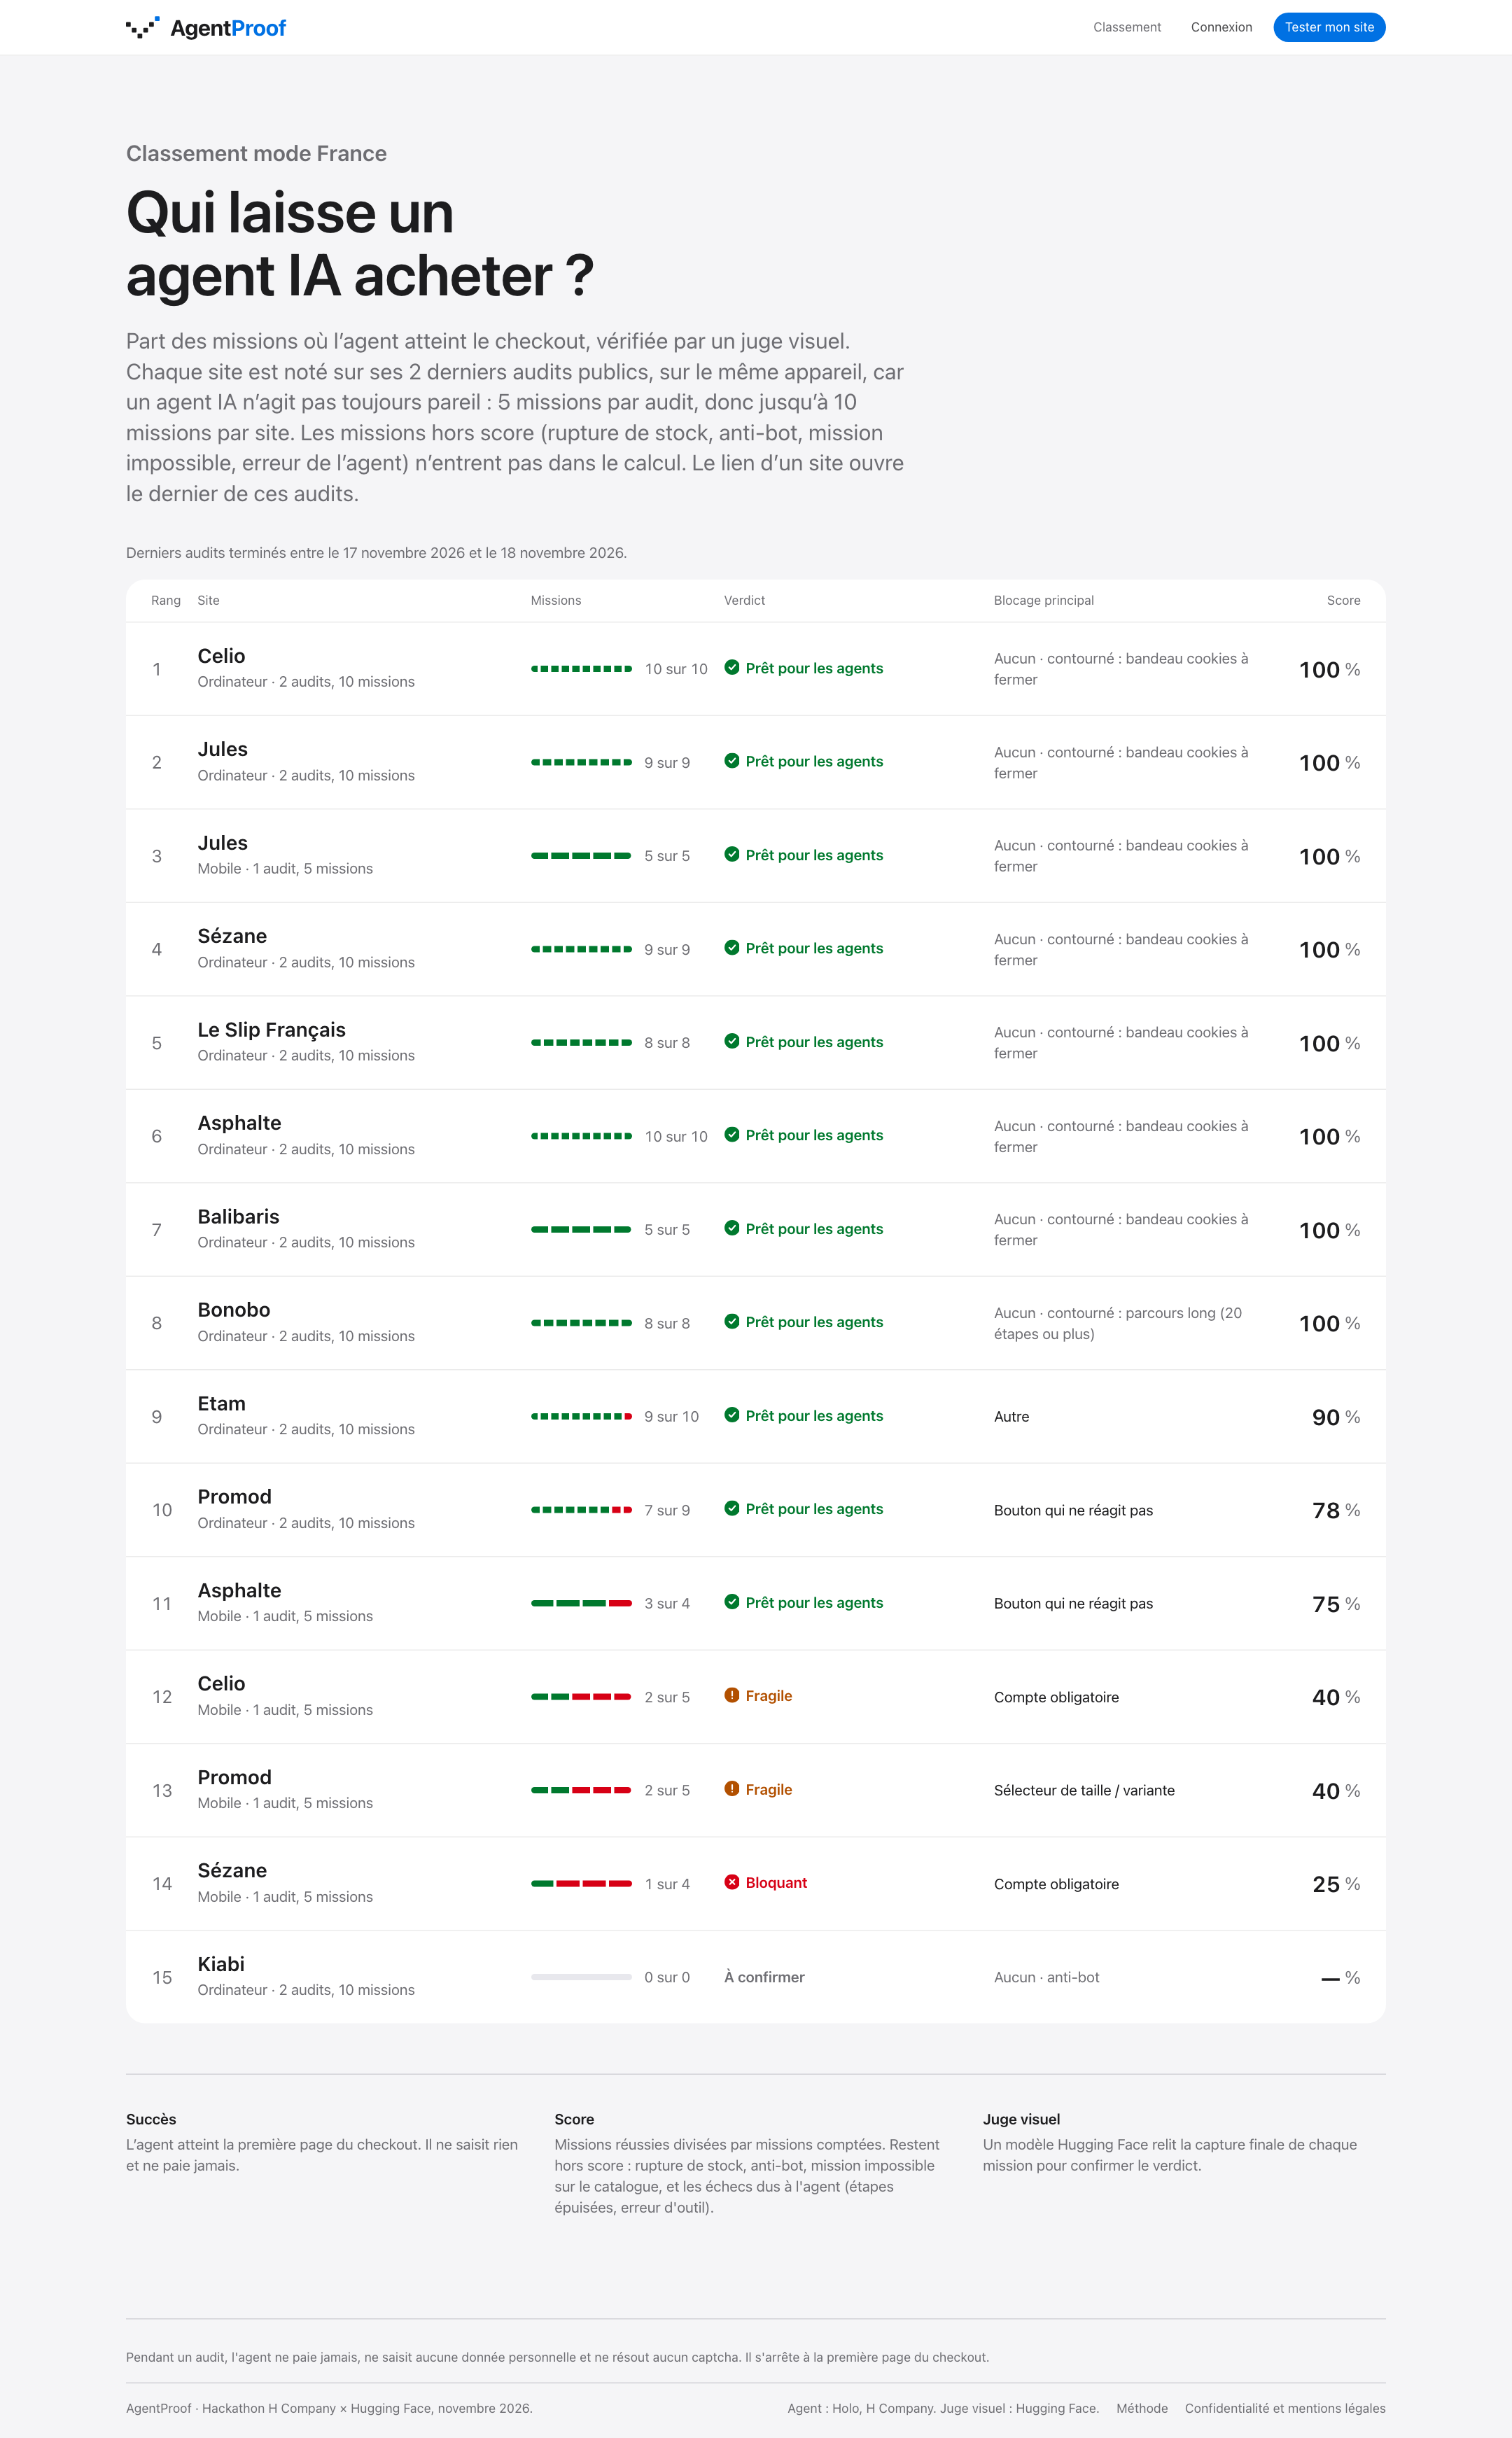 AgentProof
Classement
Connexion
Tester mon site
Classement mode France
Qui laisse un
agent IA acheter ?
Part des missions où l’agent atteint le checkout, vérifiée par un juge visuel.
Chaque site est noté sur ses 2 derniers audits publics, sur le même appareil, car
un agent IA n’agit pas toujours pareil : 5 missions par audit, donc jusqu’à 10
missions par site. Les missions hors score (rupture de stock, anti-bot, mission
impossible, erreur de l’agent) n’entrent pas dans le calcul. Le lien d’un site ouvre
le dernier de ces audits.
Derniers audits terminés entre le 17 novembre 2026 et le 18 novembre 2026.
Rang Site Missions Verdict Blocage principal Score
1
Celio
Ordinateur · 2 audits, 10 missions
10 sur 10
Prêt pour les agents
Aucun · contourné : bandeau cookies à
fermer
100 %
2
Jules
Ordinateur · 2 audits, 10 missions
9 sur 9
Prêt pour les agents
Aucun · contourné : bandeau cookies à
fermer
100 %
3
Jules
Mobile · 1 audit, 5 missions
5 sur 5
Prêt pour les agents
Aucun · contourné : bandeau cookies à
fermer
100 %
4
Sézane
Ordinateur · 2 audits, 10 missions
9 sur 9
Prêt pour les agents
Aucun · contourné : bandeau cookies à
fermer
100 %
5
Le Slip Français
Ordinateur · 2 audits, 10 missions
8 sur 8
Prêt pour les agents
Aucun · contourné : bandeau cookies à
fermer
100 %
6
Asphalte
Ordinateur · 2 audits, 10 missions
10 sur 10
Prêt pour les agents
Aucun · contourné : bandeau cookies à
fermer
100 %
7
Balibaris
Ordinateur · 2 audits, 10 missions
5 sur 5
Prêt pour les agents
Aucun · contourné : bandeau cookies à
fermer
100 %
8
Bonobo
Ordinateur · 2 audits, 10 missions
8 sur 8
Prêt pour les agents
Aucun · contourné : parcours long (20
étapes ou plus)
100 %
9
Etam
Ordinateur · 2 audits, 10 missions
9 sur 10
Prêt pour les agents
Autre
90 %
10
Promod
Ordinateur · 2 audits, 10 missions
7 sur 9
Prêt pour les agents
Bouton qui ne réagit pas
78 %
11
Asphalte
Mobile · 1 audit, 5 missions
3 sur 4
Prêt pour les agents
Bouton qui ne réagit pas
75 %
12
Celio
Mobile · 1 audit, 5 missions
2 sur 5
Fragile
Compte obligatoire
40 %
13
Promod
Mobile · 1 audit, 5 missions
2 sur 5
Fragile
Sélecteur de taille / variante
40 %
14
Sézane
Mobile · 1 audit, 5 missions
1 sur 4
Bloquant
Compte obligatoire
25 %
15
Kiabi
Ordinateur · 2 audits, 10 missions
0 sur 0
À confirmer
Aucun · anti-bot
— %
Succès
L’agent atteint la première page du checkout. Il ne saisit rien
et ne paie jamais.
Score
Missions réussies divisées par missions comptées. Restent
hors score : rupture de stock, anti-bot, mission impossible
sur le catalogue, et les échecs dus à l'agent (étapes
épuisées, erreur d'outil).
Juge visuel
Un modèle Hugging Face relit la capture finale de chaque
mission pour confirmer le verdict.
Pendant un audit, l'agent ne paie jamais, ne saisit aucune donnée personnelle et ne résout aucun captcha. Il s'arrête à la première page du checkout.
AgentProof · Hackathon H Company × Hugging Face, novembre 2026.
Agent : Holo, H Company. Juge visuel : Hugging Face.
Méthode
Confidentialité et mentions légales